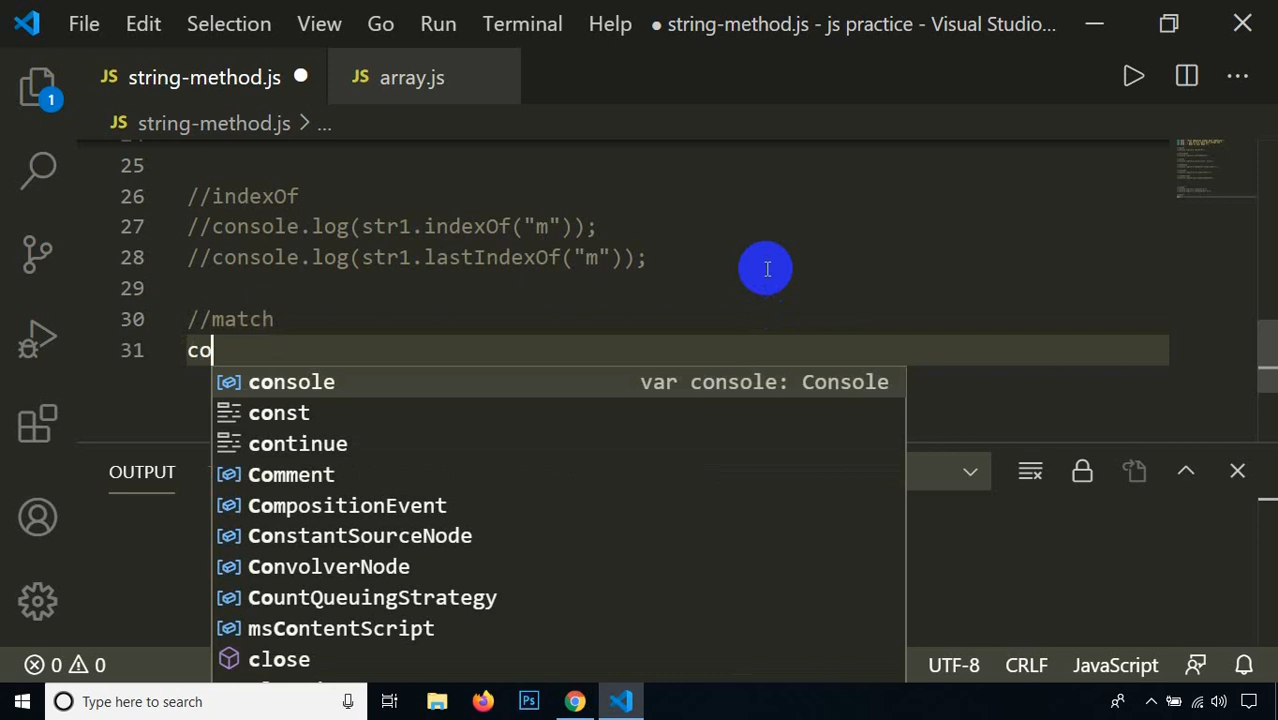 File Edit Selection View Go Run Terminal Help ● string-method.js - js practice - Visual Studio...
JS string-method.js ● JS array.js
1
JS string-method.js > ...
25
26 //indexOf
27 //console.log(str1.indexOf("m"));
28 //console.log(str1.lastIndexOf("m"));
29
30 //match
31 co
console var console: Console
const
continue
Comment
CompositionEvent
ConstantSourceNode
ConvolverNode
CountQueuingStrategy
msContentScript
close
OUTPUT
0 0 UTF-8 CRLF JavaScript
Type here to search Ps